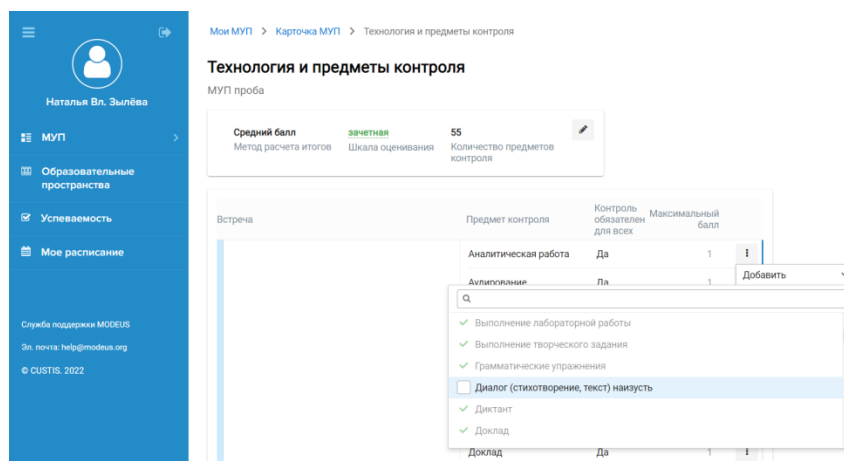 Мои МУП > Карточка МУП > Технология и предметы контроля
Технология и предметы контроля
МУП проба
Наталья Вл. Зылёва
МУП
Образовательные
пространства
Успеваемость
Мое расписание
Служба поддержки MODEUS
Эл. почта: help@modeus.org
© CUSTIS. 2022
Средний балл зачетная 55
Метод расчета итогов Шкала оценивания Количество предметов
контроля
Встреча Предмет контроля Контроль обязателен для всех Максимальный балл
Аналитическая работа Да 1
Аудирование Да 1
Добавить
Выполнение лабораторной работы
Выполнение творческого задания
Грамматические упражнения
Диалог (стихотворение, текст) наизусть
Диктант
Доклад
Доклад Да 1